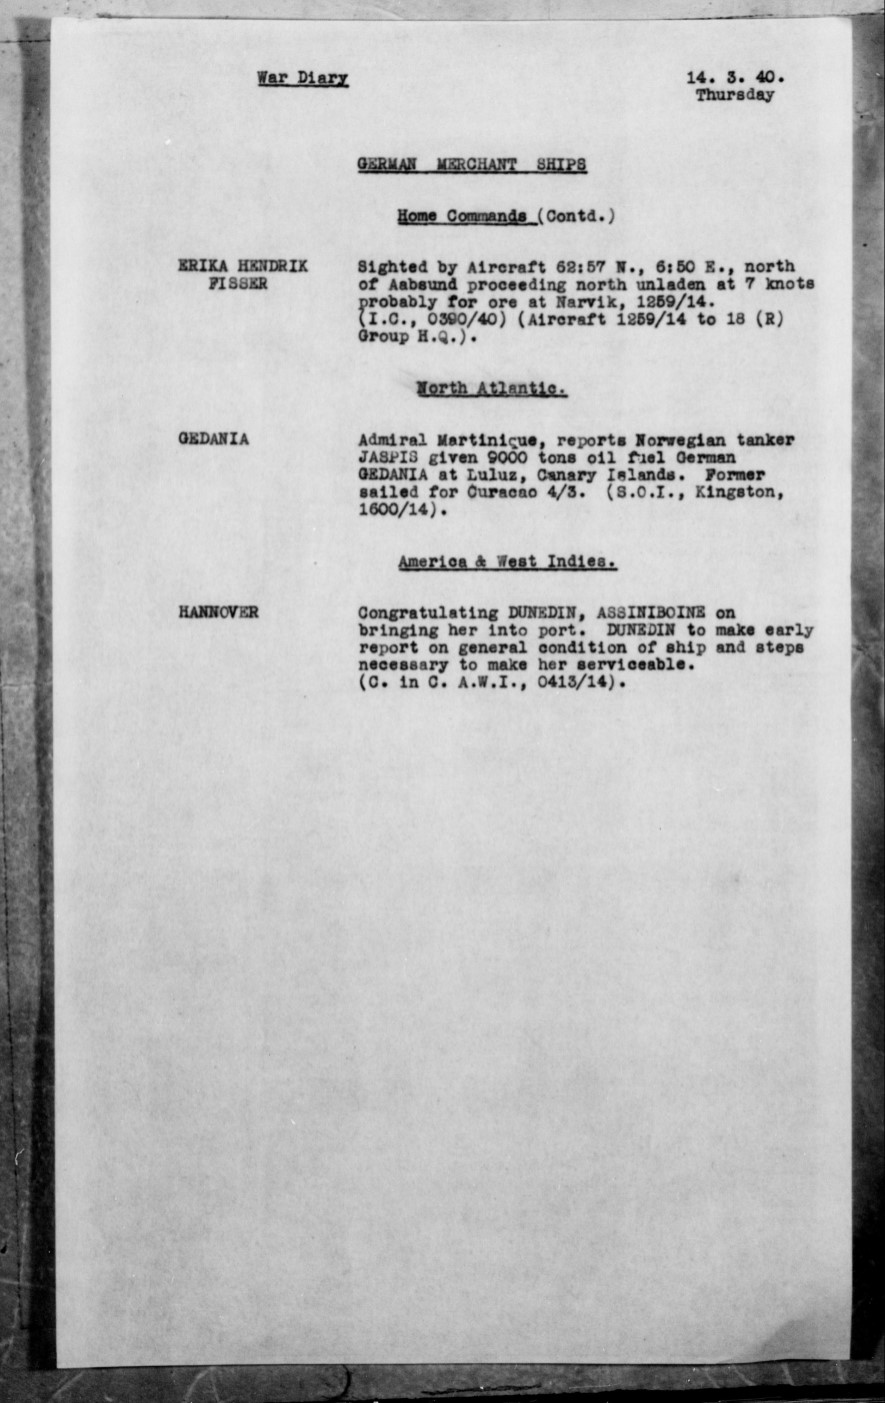 War Diary 14. 3. 40.
Thursday
GERMAN MERCHANT SHIPS
Home Commands (Contd.)
ERIKA HENDRIK Sighted by Aircraft 62:57 N., 6:50 E., north
FISSER of Aabsund proceeding north unladen at 7 knots
probably for ore at Narvik, 1259/14.
(I.C., 0390/40) (Aircraft 1259/14 to 18 (R)
Group H.Q.).
North Atlantic.
GEDANIA Admiral Martinique, reports Norwegian tanker
JASPIS given 9000 tons oil fuel German
GEDANIA at Luluz, Canary Islands. Former
sailed for Curacao 4/3. (S.O.I., Kingston,
1600/14).
America & West Indies.
HANNOVER Congratulating DUNEDIN, ASSINIBOINE on
bringing her into port. DUNEDIN to make early
report on general condition of ship and steps
necessary to make her serviceable.
(C. in C. A.W.I., 0413/14).